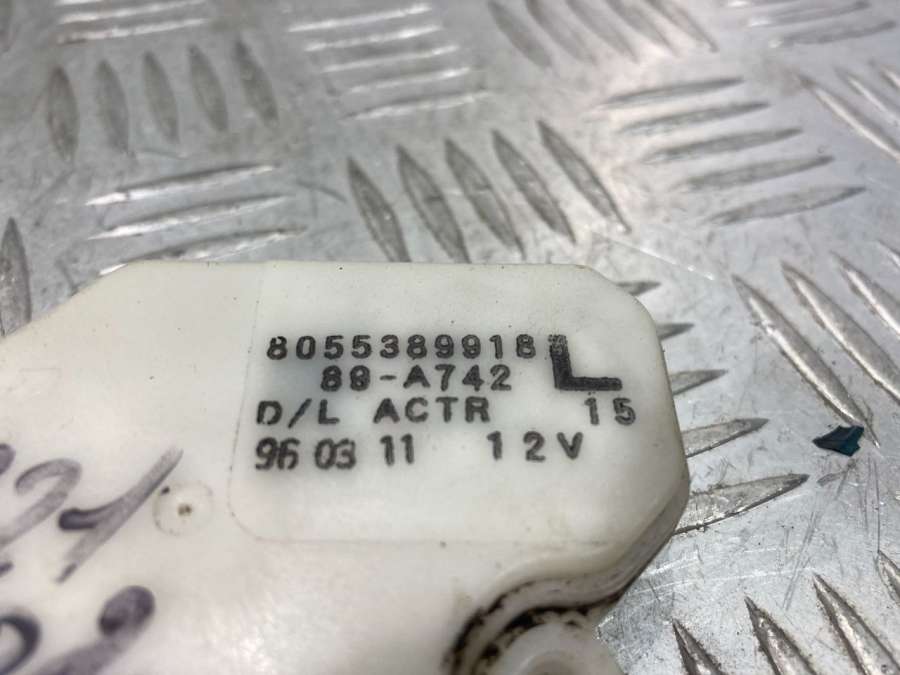 8055389918
89-A742 L
D/L ACTR 15
96 03 11 12V